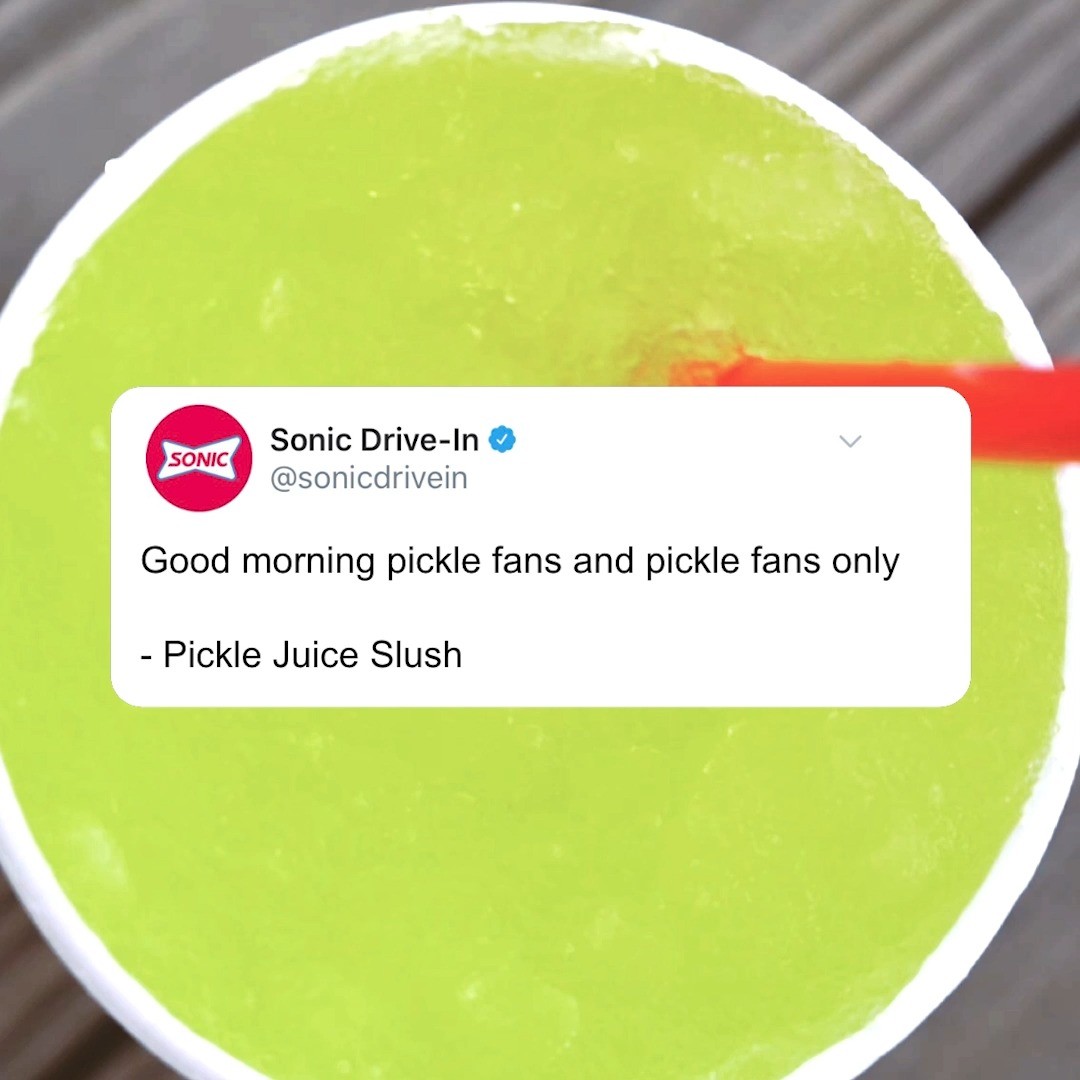 SONIC
Sonic Drive-In
@sonicdrivein
Good morning pickle fans and pickle fans only
- Pickle Juice Slush